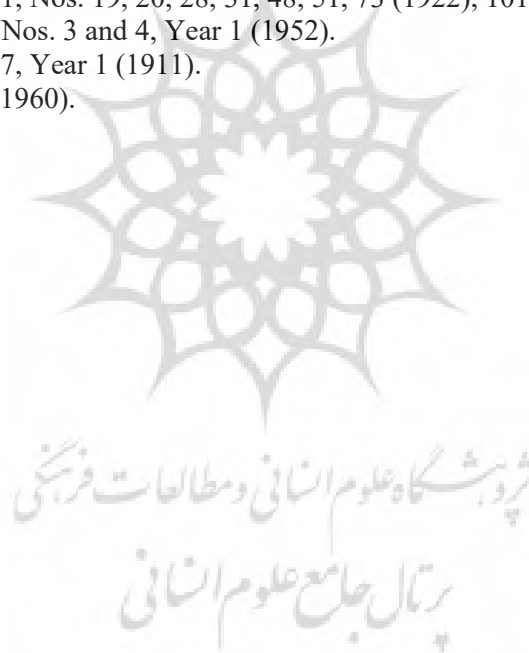 1, Nos. 19, 20, 28, 31, 48, 51, 73 (1922), 101
Nos. 3 and 4, Year 1 (1952).
7, Year 1 (1911).
1960).
پژوهشگاه علوم انسانی و مطالعات فرهنگی
پرتال جامع علوم انسانی